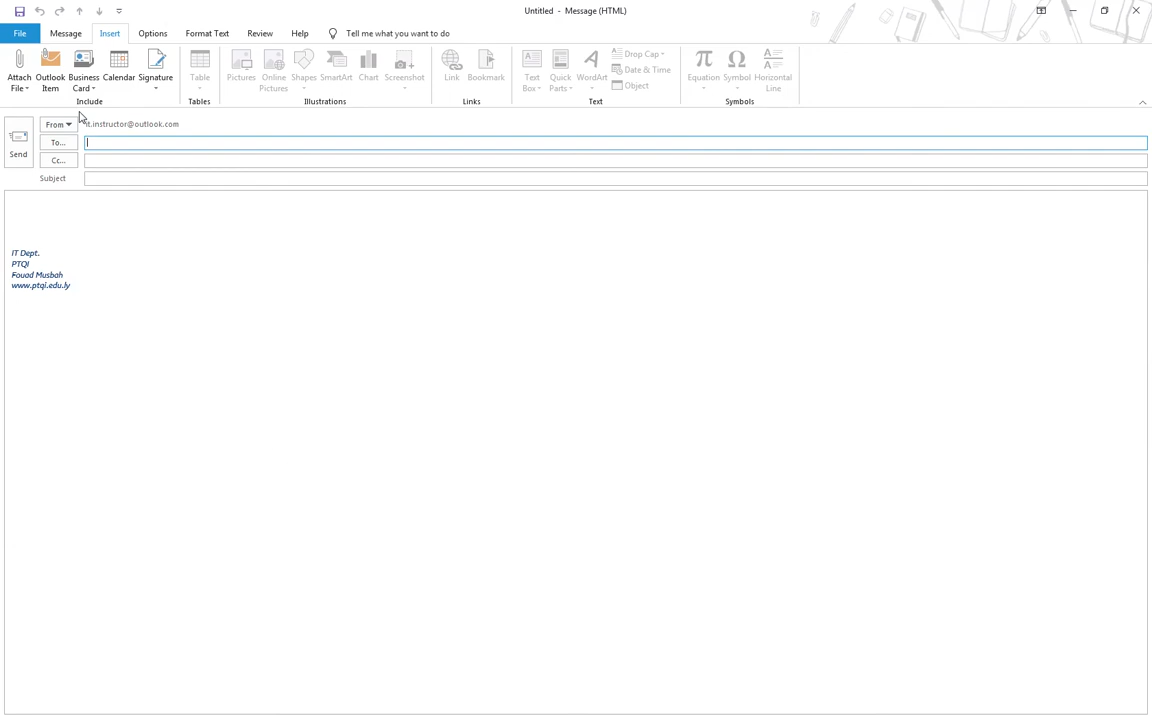 Untitled - Message (HTML)
File Message Insert Options Format Text Review Help Tell me what you want to do
Attach File Outlook Item Business Card Calendar Signature Table Pictures Online Pictures Shapes SmartArt Chart Screenshot Link Bookmark Text Box Quick Parts WordArt Drop Cap Date & Time Object Equation Symbol Horizontal Line
Include Tables Illustrations Links Text Symbols
From it.instructor@outlook.com
To...
Send
Cc...
Subject
IT Dept.
PTQI
Fouad Musbah
www.ptqi.edu.ly